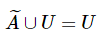 Ã ∪ U = U